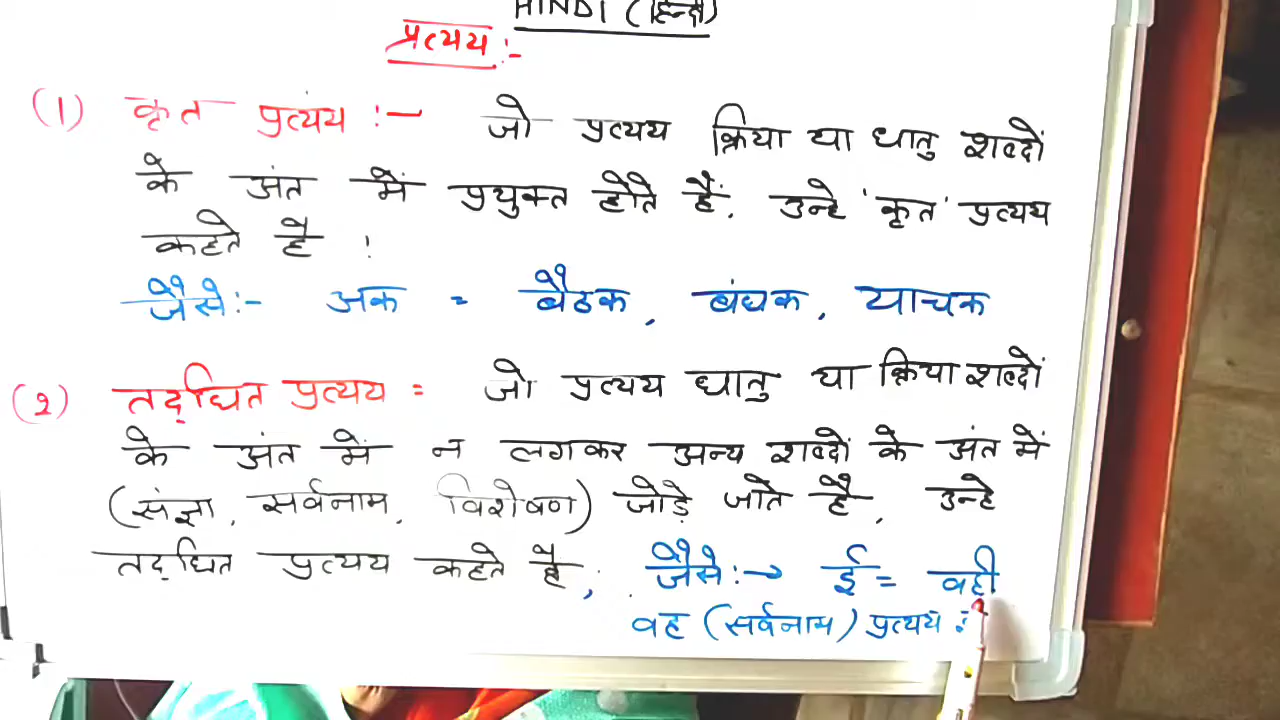 HINDI (हिन्दी)
प्रत्यय :-
(1) कृत प्रत्यय :- जो प्रत्यय क्रिया या धातु शब्दों
के अंत में प्रयुक्त होते हैं, उन्हे 'कृत' प्रत्यय
कहते है !
जैसे:- अक = बैठक, बंधक, याचक
(2) तद्धित प्रत्यय = जो प्रत्यय धातु या क्रिया शब्दों
के अंत में न लगकर अन्य शब्दों के अंत में
(संज्ञा, सर्वनाम, विशेषण) जोड़े जाते है, उन्हे
तद्धित प्रत्यय कहते है; जैसे:→ ई = वही
वह (सर्वनाम) प्रत्यय :